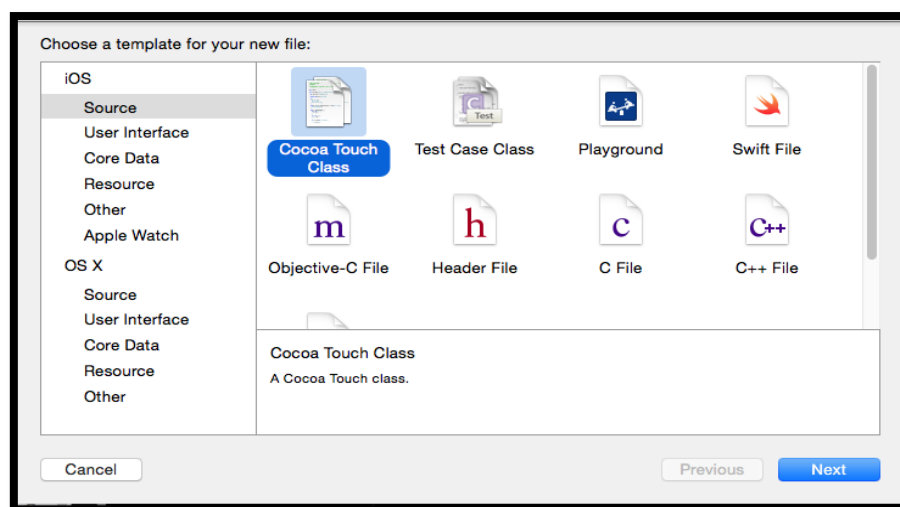 Choose a template for your new file:
iOS
Source
User Interface
Core Data
Resource
Other
Apple Watch
OS X
Source
User Interface
Core Data
Resource
Other
Cocoa Touch
Class
Test
Test Case Class
Playground
Swift File
m
h
c
C++
Objective-C File
Header File
C File
C++ File
Cocoa Touch Class
A Cocoa Touch class.
Cancel
Previous
Next